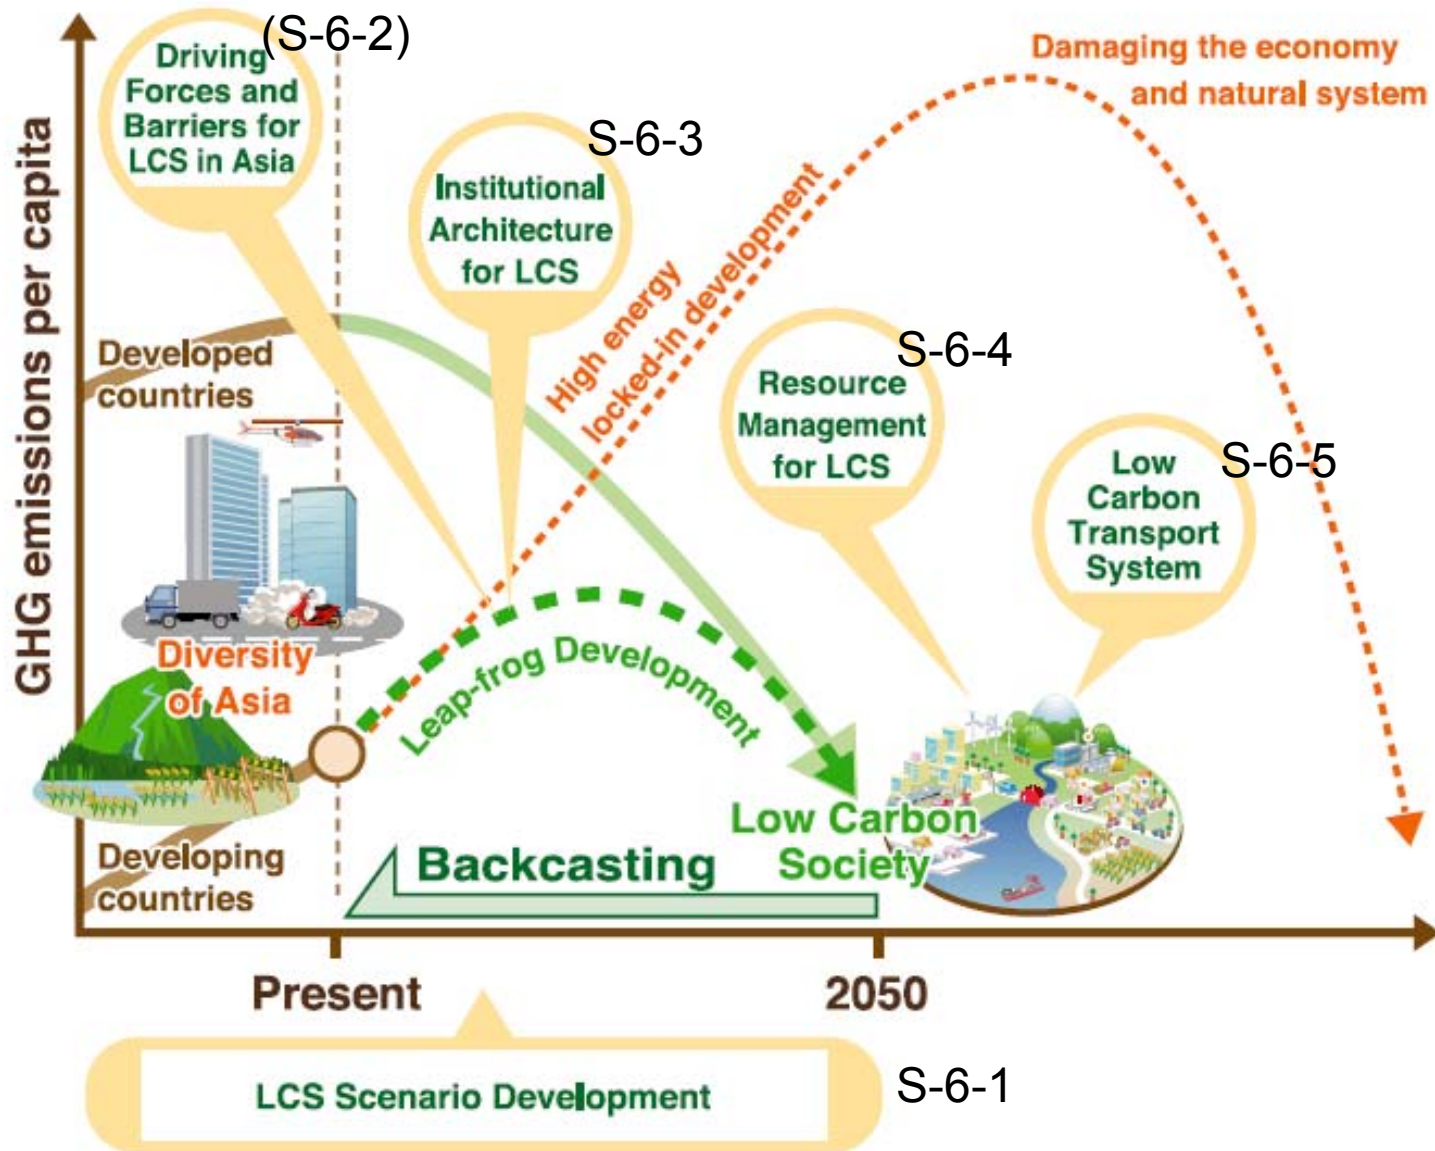 (S-6-2)
Driving
Forces and
Barriers for
LCS in Asia
S-6-3
Institutional
Architecture
for LCS
Damaging the economy
and natural system
GHG emissions per capita
High energy
locked-in development
Developed
countries
S-6-4
Resource
Management
for LCS
S-6-5
Low
Carbon
Transport
System
Diversity
of Asia
Leap-frog Development
Low Carbon
Society
Developing
countries
Backcasting
Present
2050
LCS Scenario Development
S-6-1